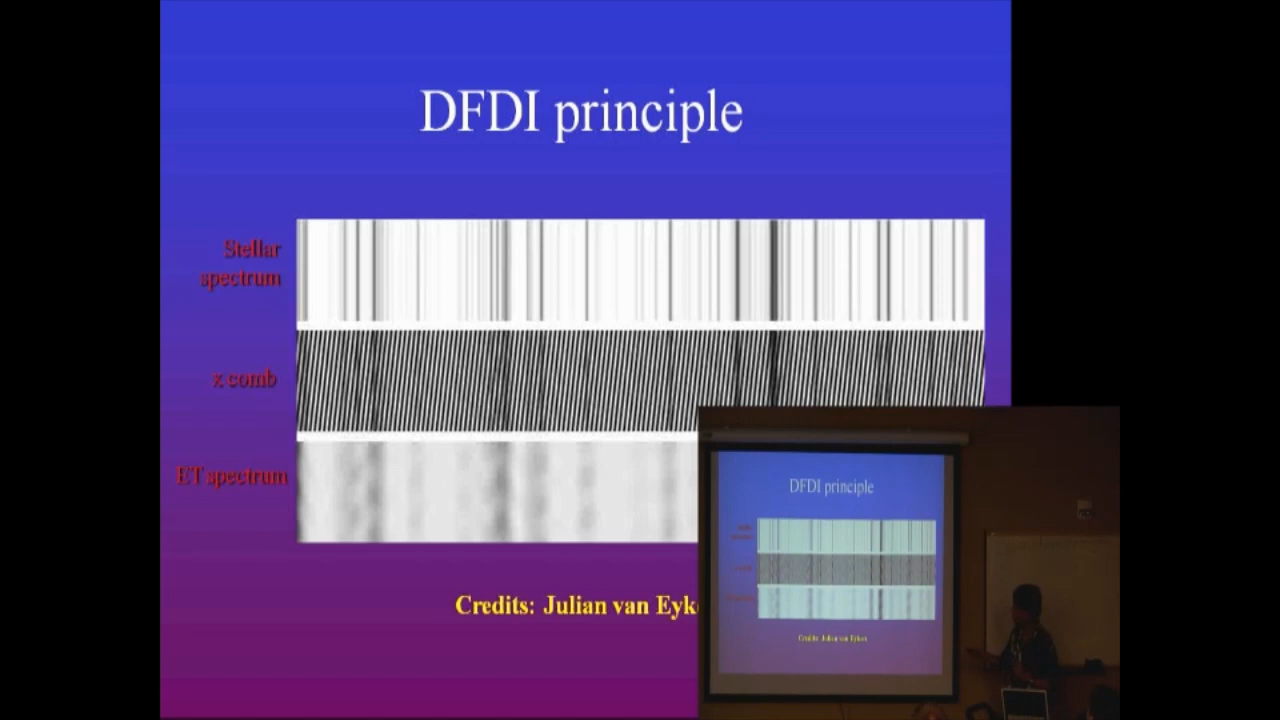 DFDI principle
Stellar
spectrum
x comb
ET spectrum
Credits: Julian van Eyk
DFDI principle
Credits: Julian van Eyken